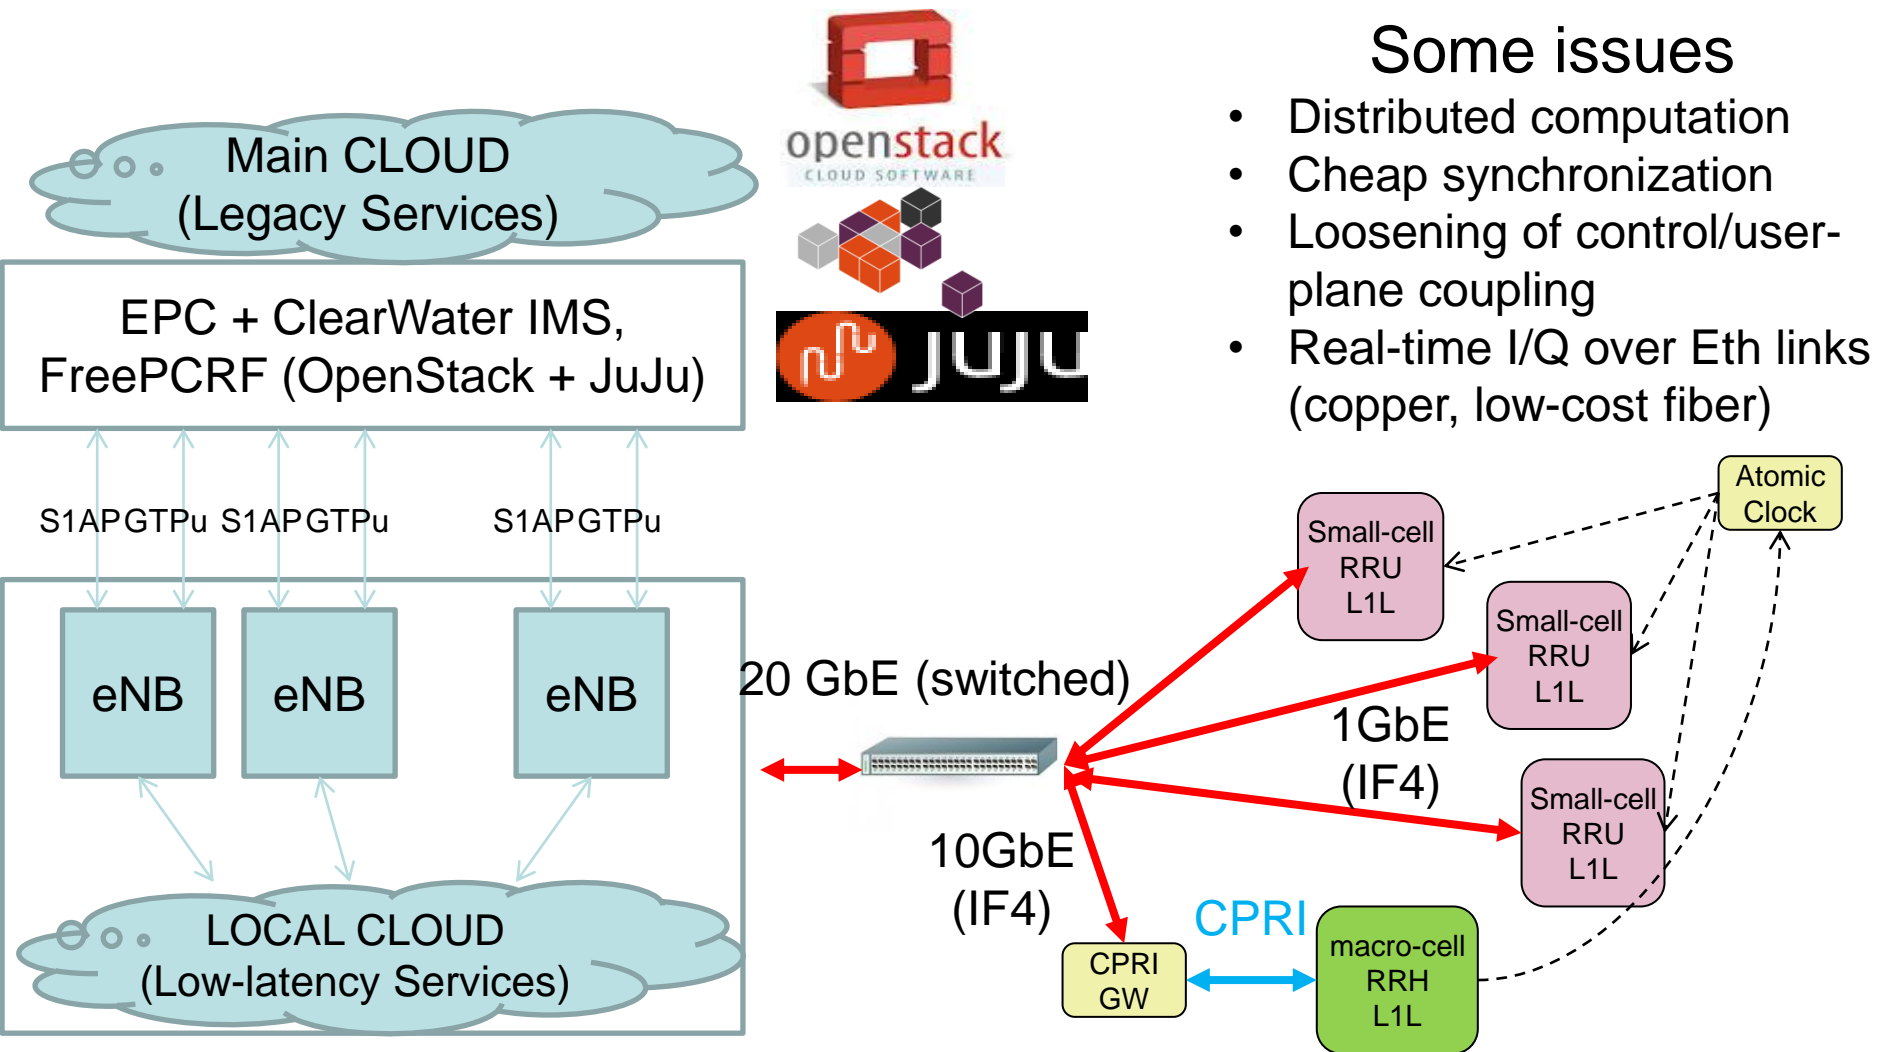 openstack
CLOUD SOFTWARE
juju
Some issues
• Distributed computation
• Cheap synchronization
• Loosening of control/user-
plane coupling
• Real-time I/Q over Eth links
(copper, low-cost fiber)
Main CLOUD
(Legacy Services)
EPC + ClearWater IMS,
FreePCRF (OpenStack + JuJu)
S1AP GTPu S1AP GTPu S1AP GTPu
eNB eNB eNB
LOCAL CLOUD
(Low-latency Services)
20 GbE (switched)
10GbE
(IF4)
1GbE
(IF4)
Atomic
Clock
Small-cell
RRU
L1L
Small-cell
RRU
L1L
Small-cell
RRU
L1L
CPRI
CPRI
GW
macro-cell
RRH
L1L